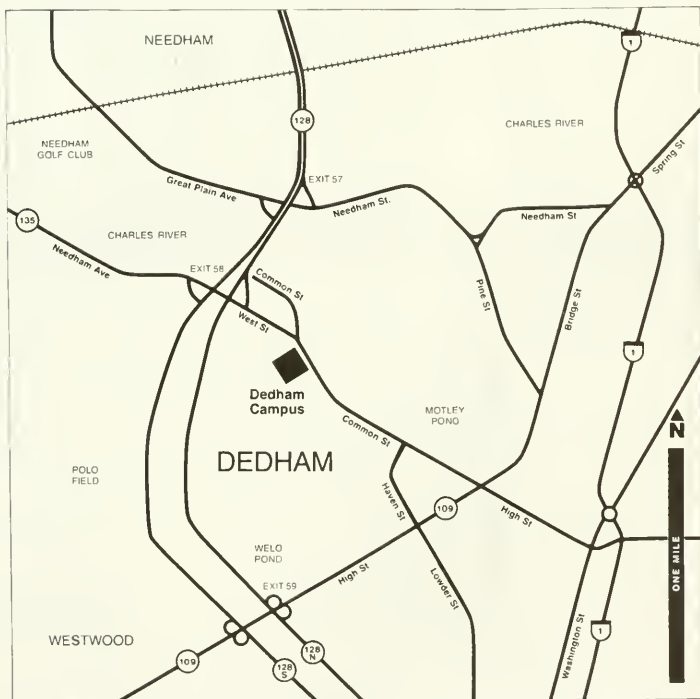 NEEDHAM
1
128
CHARLES RIVER
Spring St
NEEDHAM
GOLF CLUB
EXIT 57
Great Plain Ave
Needham St.
Needham St
135
CHARLES RIVER
Needham Ave
EXIT 58
Common St
Pine St
Bridge St
West St
1
Dedham
Campus
MOTLEY
POND
N
Common St
DEDHAM
POLO
FIELD
Haven St
109
High St
ONE MILE
WELD
POND
High St
EXIT 59
Lowder St
Washington St
1
WESTWOOD
109
128
S
128
N